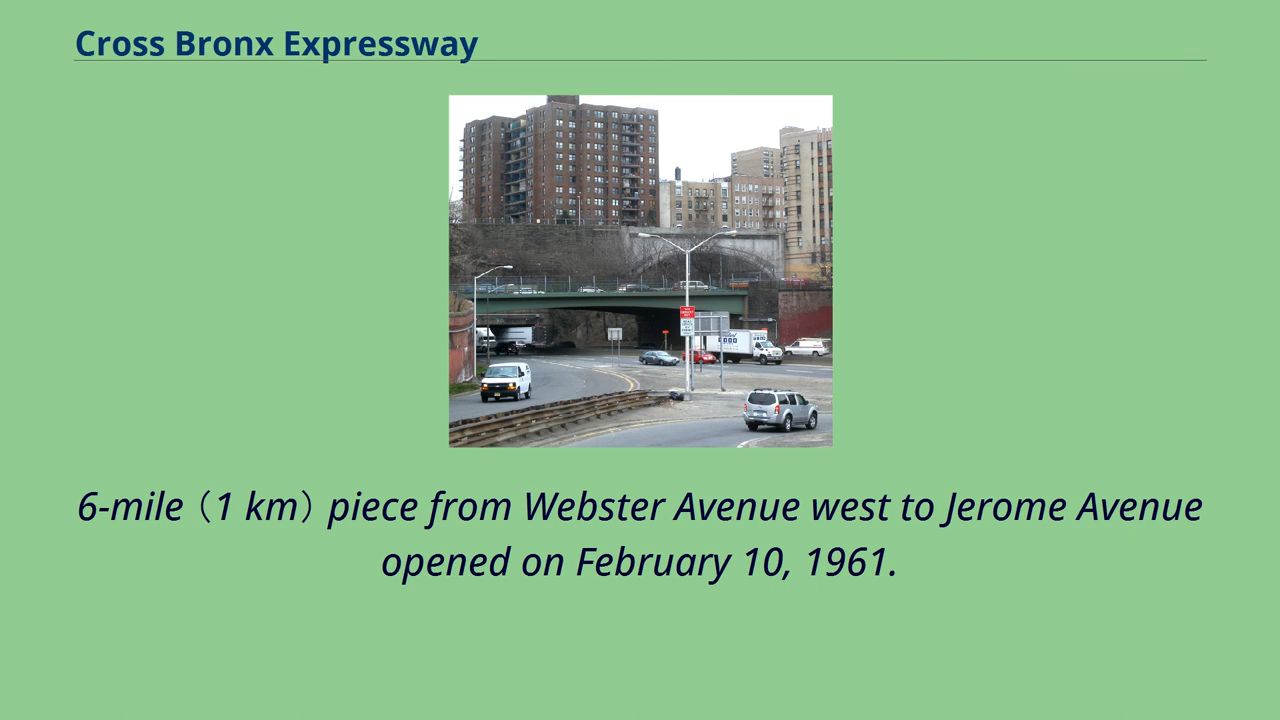 Cross Bronx Expressway
6-mile（1 km）piece from Webster Avenue west to Jerome Avenue
opened on February 10, 1961.